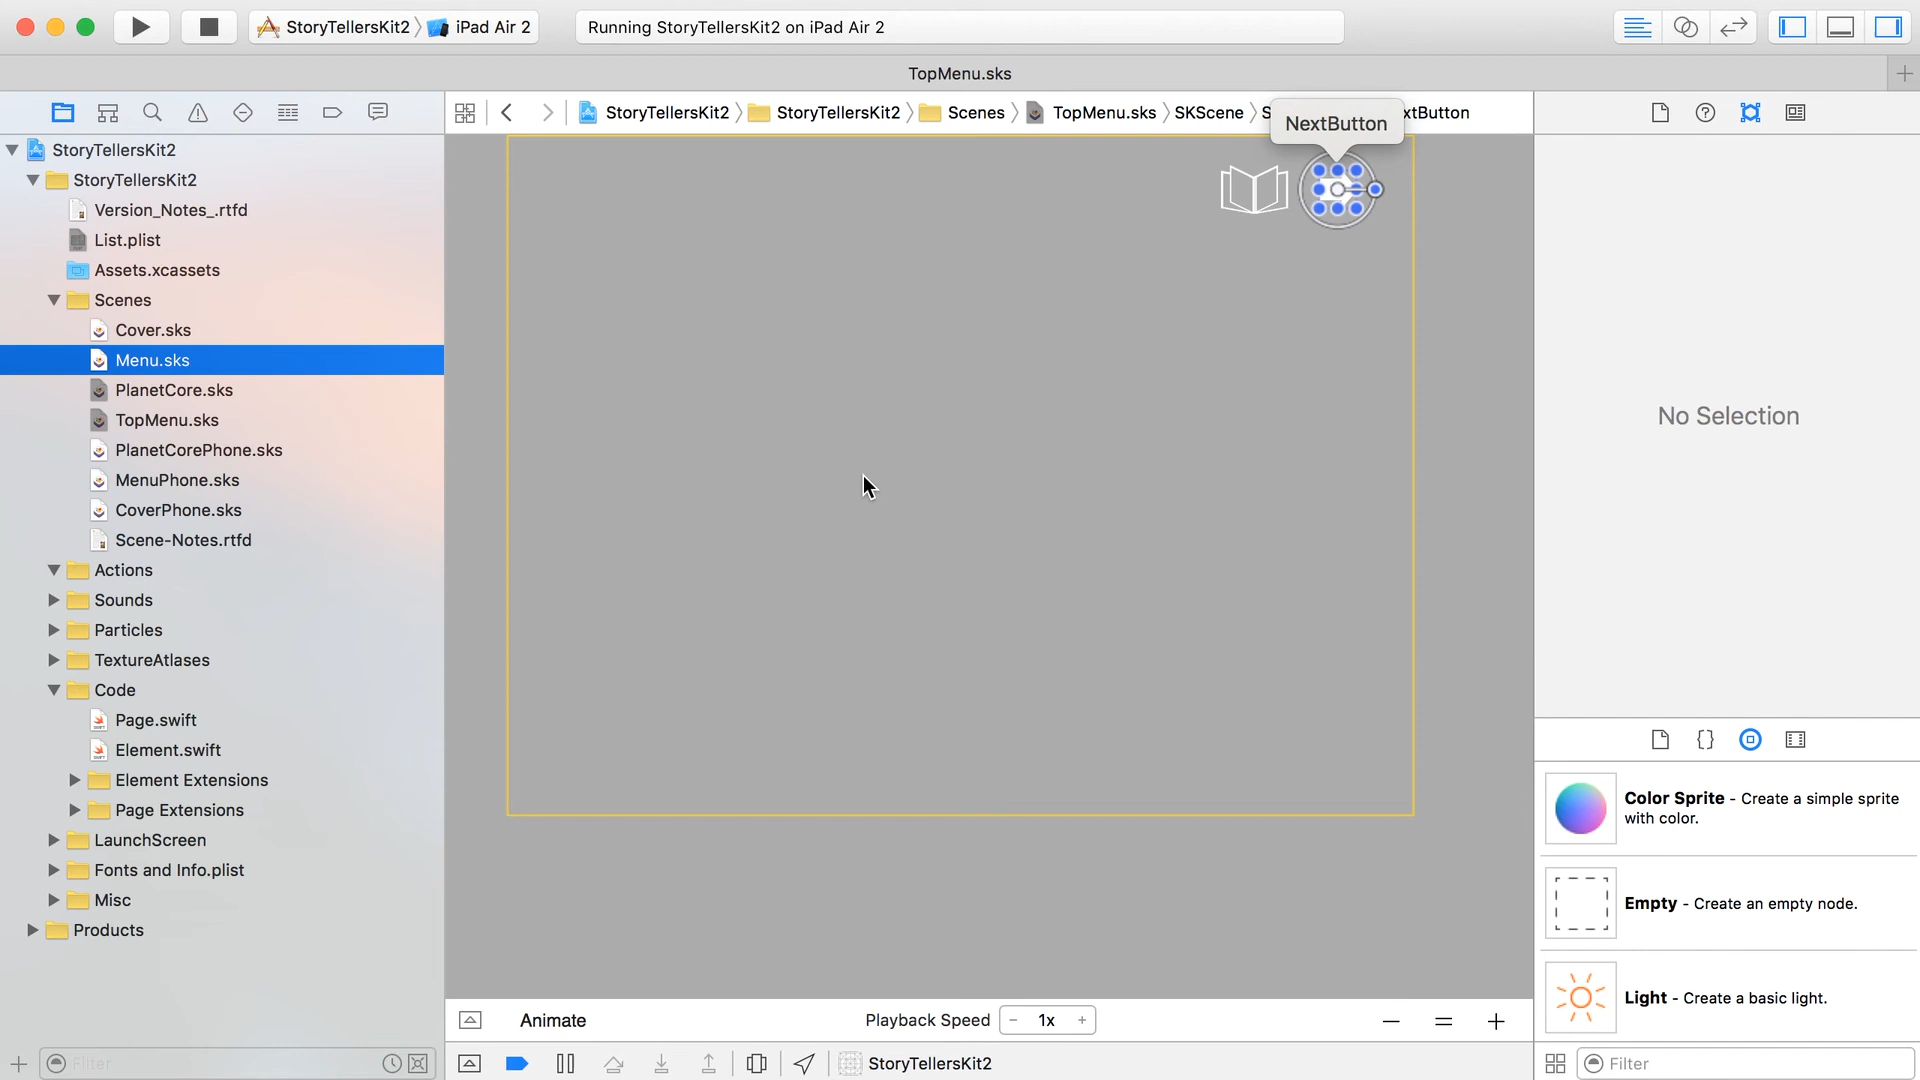 StoryTellersKit2 iPad Air 2
Running StoryTellersKit2 on iPad Air 2
TopMenu.sks
StoryTellersKit2 StoryTellersKit2 Scenes TopMenu.sks SKScene S xtButton
NextButton
StoryTellersKit2
StoryTellersKit2
Version_Notes_.rtfd
List.plist
Assets.xcassets
Scenes
Cover.sks
Menu.sks
PlanetCore.sks
TopMenu.sks
PlanetCorePhone.sks
MenuPhone.sks
CoverPhone.sks
Scene-Notes.rtfd
Actions
Sounds
Particles
TextureAtlases
Code
Page.swift
Element.swift
Element Extensions
Page Extensions
LaunchScreen
Fonts and Info.plist
Misc
Products
Filter
No Selection
Color Sprite - Create a simple sprite
with color.
Empty - Create an empty node.
Light - Create a basic light.
Filter
Animate
Playback Speed - 1x +
StoryTellersKit2